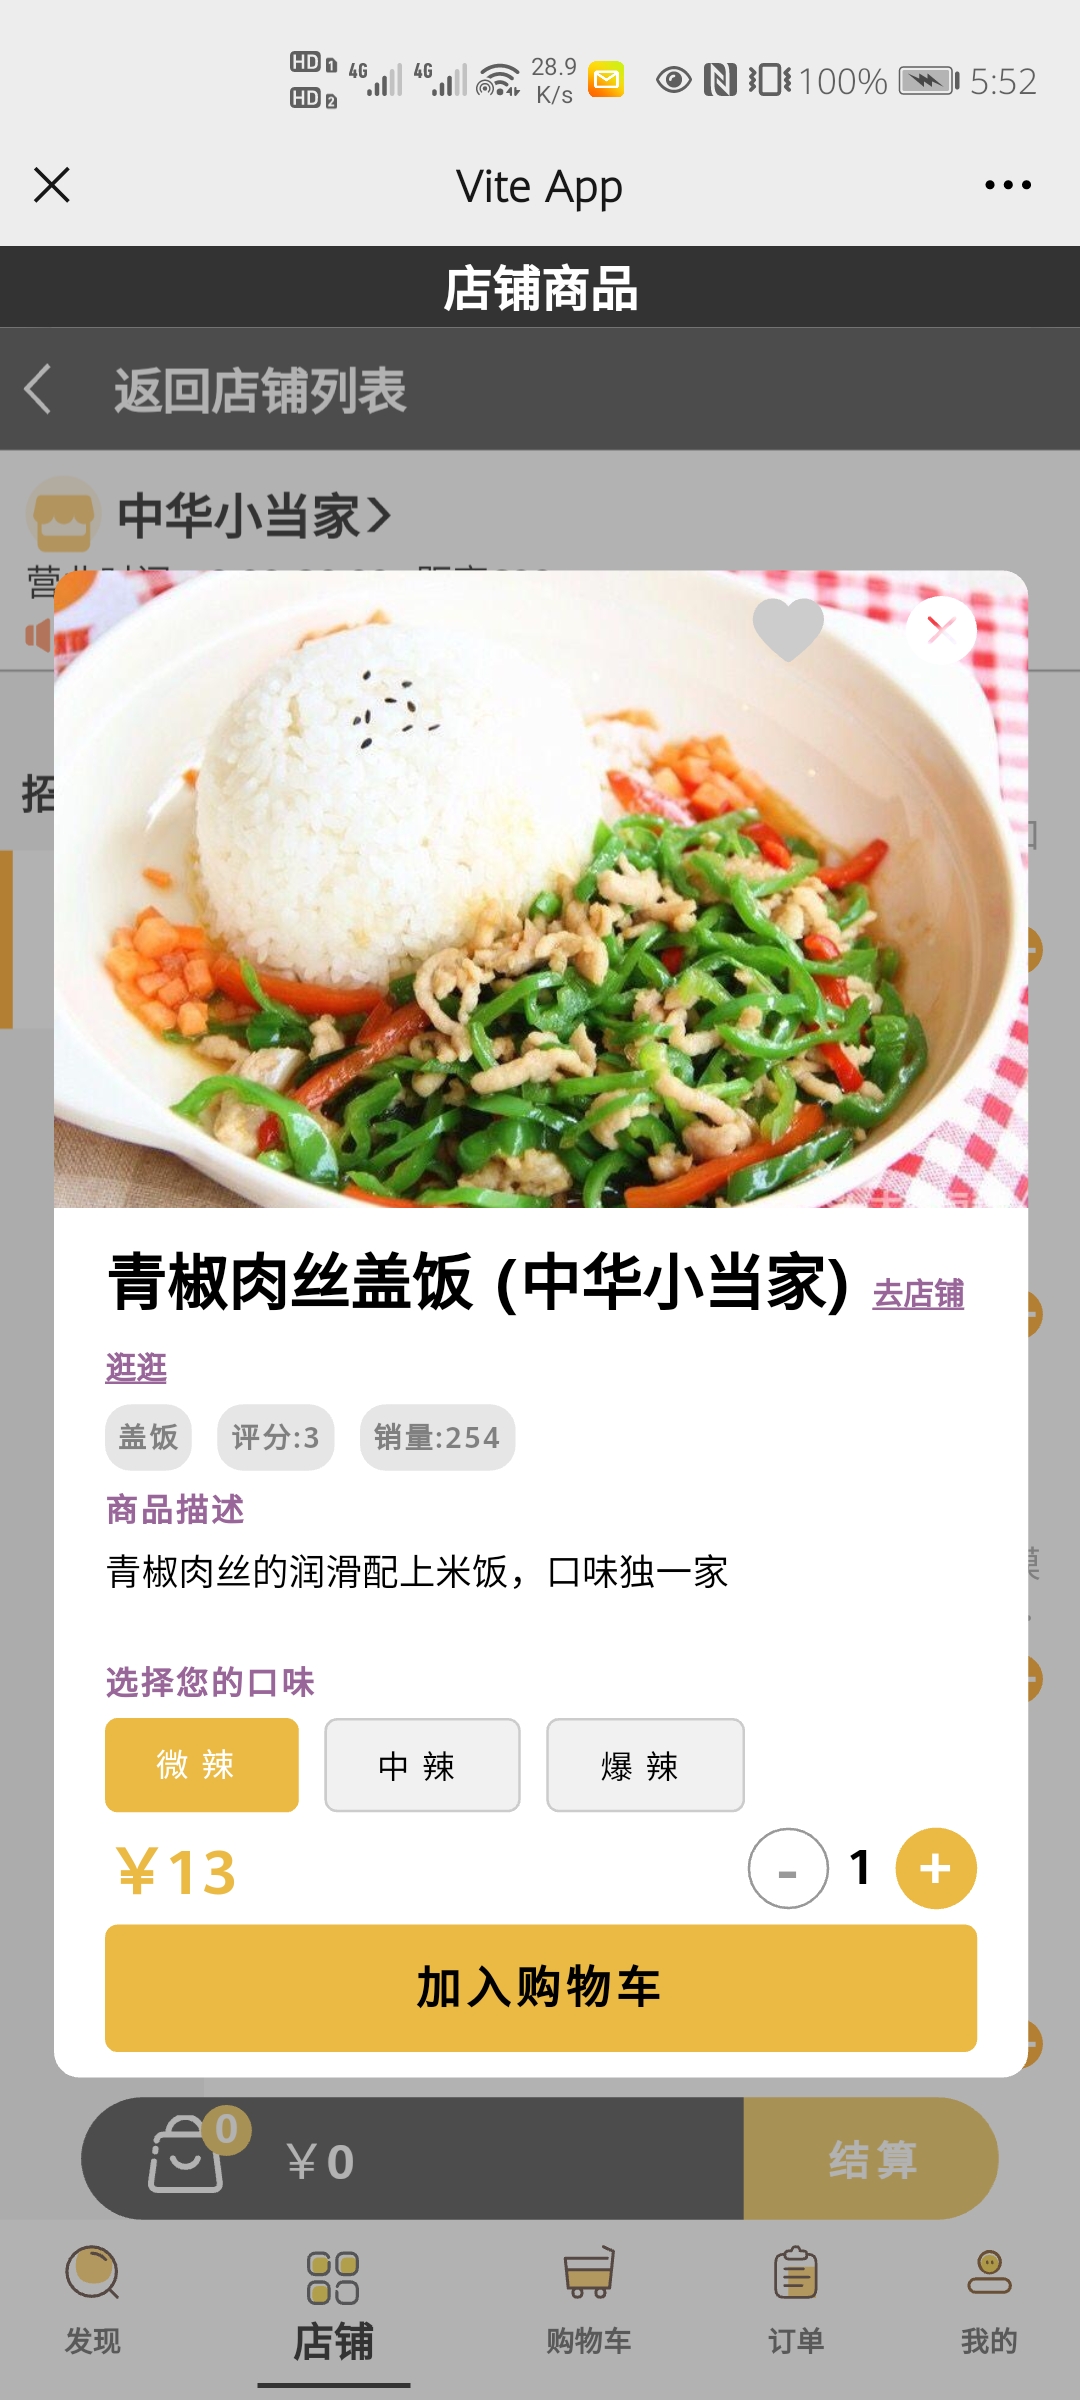 HD 1 4G 4G 28.9 K/s 100% 5:52
HD 2
Vite App
店铺商品
返回店铺列表
中华小当家
招
青椒肉丝盖饭 (中华小当家) 去店铺
逛逛
盖饭 评分:3 销量:254
商品描述
青椒肉丝的润滑配上米饭，口味独一家
选择您的口味
微辣 中辣 爆辣
¥13 - 1 +
加入购物车
0 ¥0 结算
发现 店铺 购物车 订单 我的